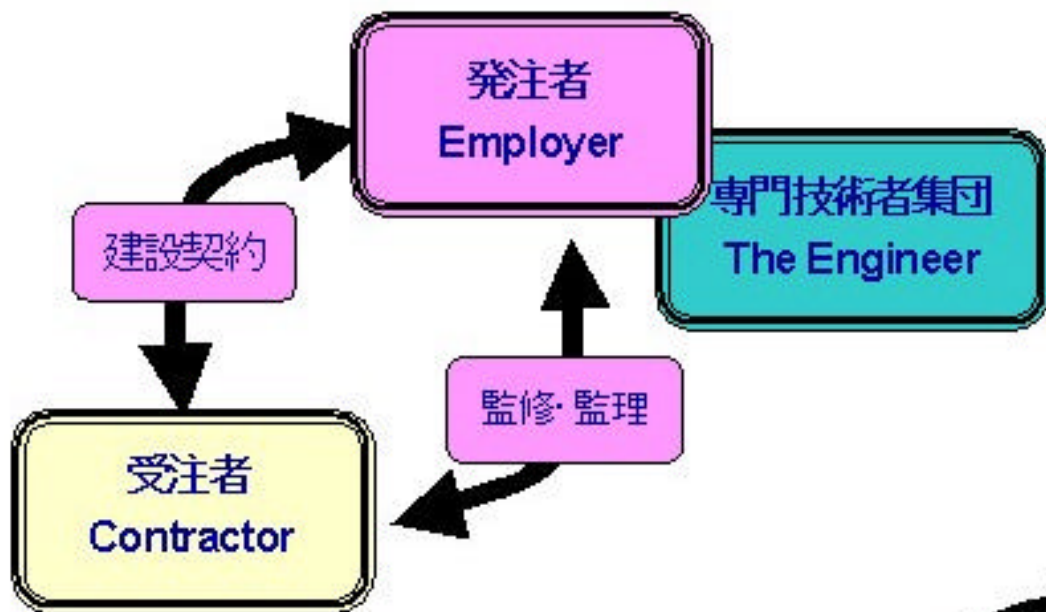 発注者
Employer
専門技術者集団
The Engineer
建設契約
監修・監理
受注者
Contractor